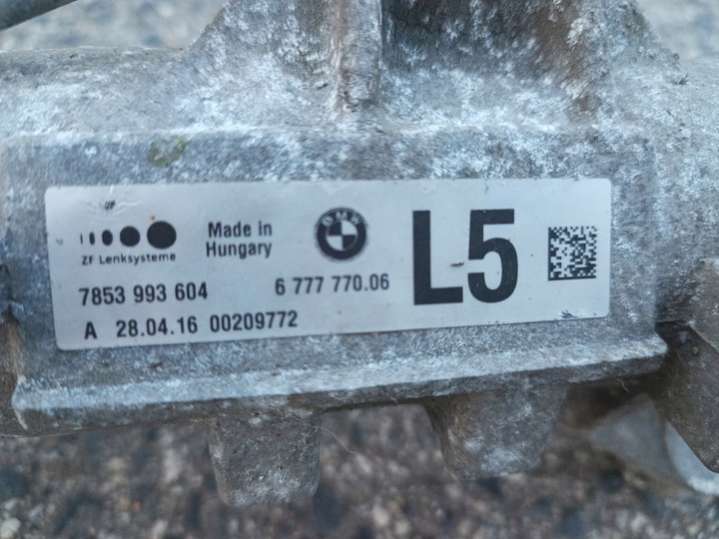 ZF Lenksysteme
Made in
Hungary
BMW
L5
7853 993 604
6 777 770.06
A 28.04.16 00209772